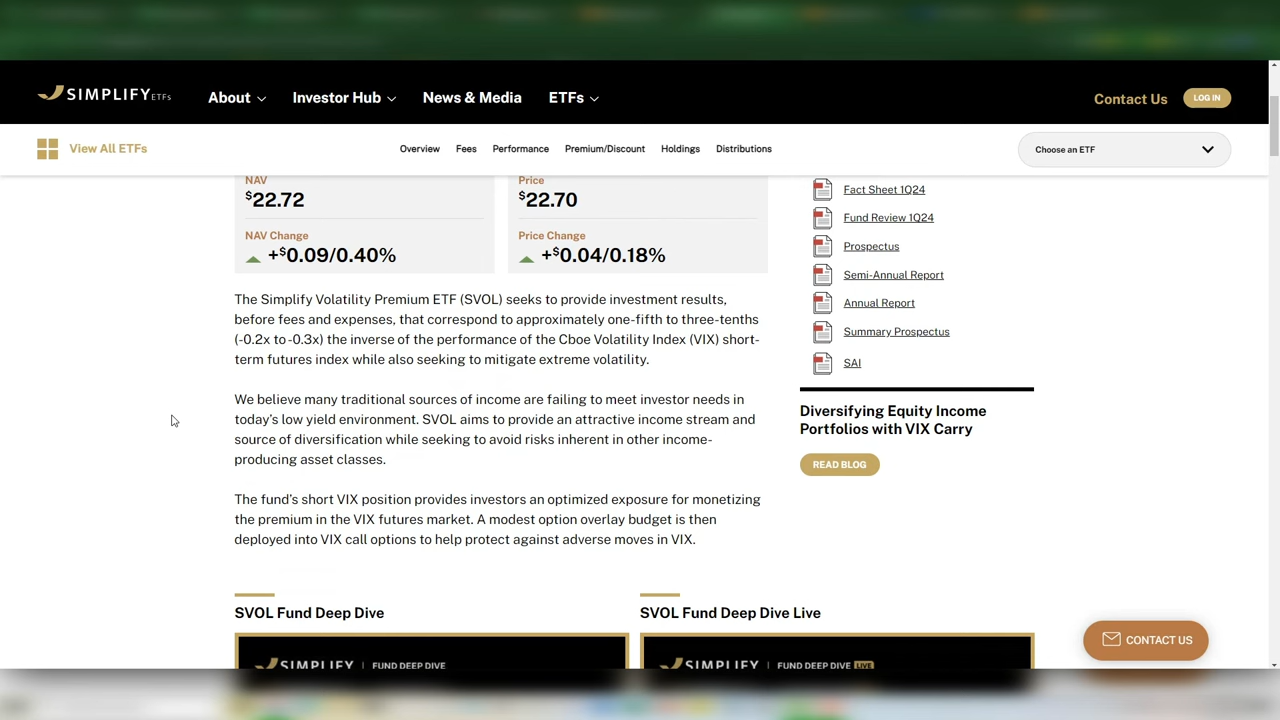 SIMPLIFY ETFs
About
Investor Hub
News & Media
ETFs
Contact Us
LOG IN
View All ETFs
Overview
Fees
Performance
Premium/Discount
Holdings
Distributions
Choose an ETF
NAV
$22.72
NAV Change
+$0.09/0.40%
Price
$22.70
Price Change
+$0.04/0.18%
The Simplify Volatility Premium ETF (SVOL) seeks to provide investment results,
before fees and expenses, that correspond to approximately one-fifth to three-tenths
(-0.2x to -0.3x) the inverse of the performance of the Cboe Volatility Index (VIX) short-
term futures index while also seeking to mitigate extreme volatility.
We believe many traditional sources of income are failing to meet investor needs in
today's low yield environment. SVOL aims to provide an attractive income stream and
source of diversification while seeking to avoid risks inherent in other income-
producing asset classes.
The fund's short VIX position provides investors an optimized exposure for monetizing
the premium in the VIX futures market. A modest option overlay budget is then
deployed into VIX call options to help protect against adverse moves in VIX.
Fact Sheet 1Q24
Fund Review 1Q24
Prospectus
Semi-Annual Report
Annual Report
Summary Prospectus
SAI
Diversifying Equity Income
Portfolios with VIX Carry
READ BLOG
SVOL Fund Deep Dive
SIMPLIFY | FUND DEEP DIVE
SVOL Fund Deep Dive Live
SIMPLIFY | FUND DEEP DIVE LIVE
CONTACT US